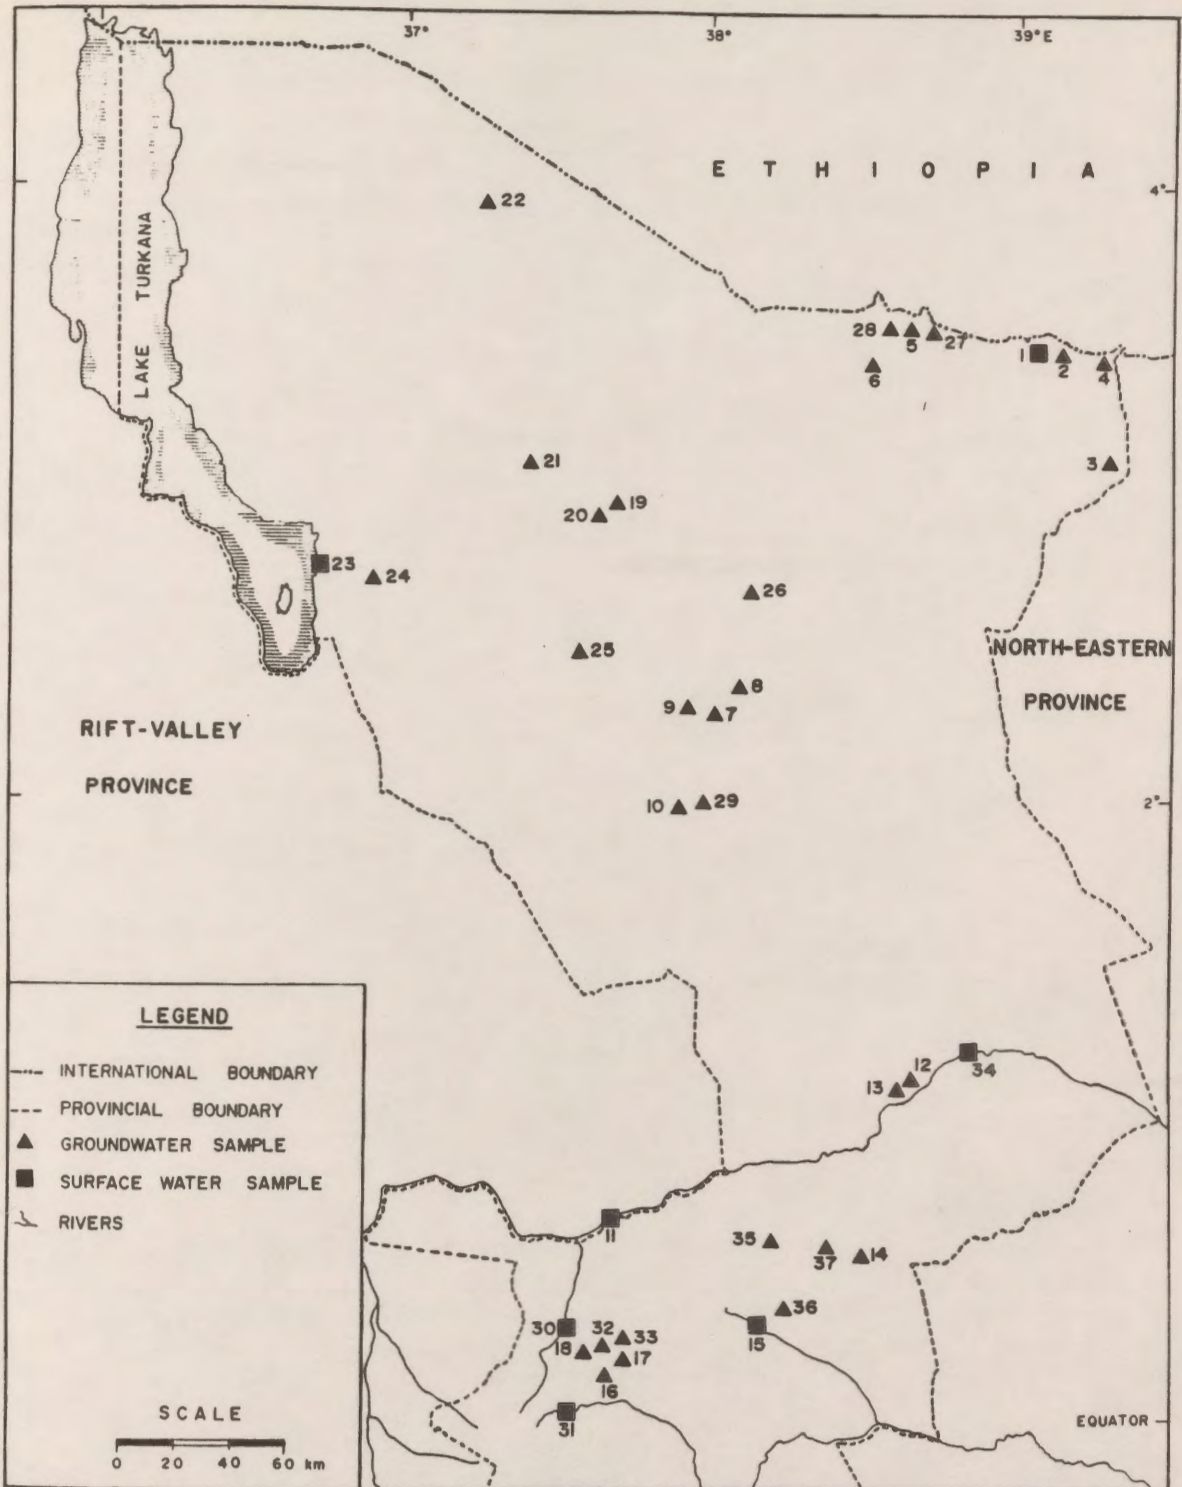 37°
38°
39°E
ETHIOPIA
4°
22
LAKE TURKANA
28
5
27
1
2
4
6
21
3
19
20
23
24
26
25
NORTH-EASTERN
PROVINCE
8
9
7
RIFT-VALLEY
PROVINCE
10
29
2°
LEGEND
INTERNATIONAL BOUNDARY
PROVINCIAL BOUNDARY
GROUNDWATER SAMPLE
SURFACE WATER SAMPLE
RIVERS
12
13
34
11
35
37
14
36
30
32
33
15
18
17
16
31
EQUATOR
SCALE
0 20 40 60 km